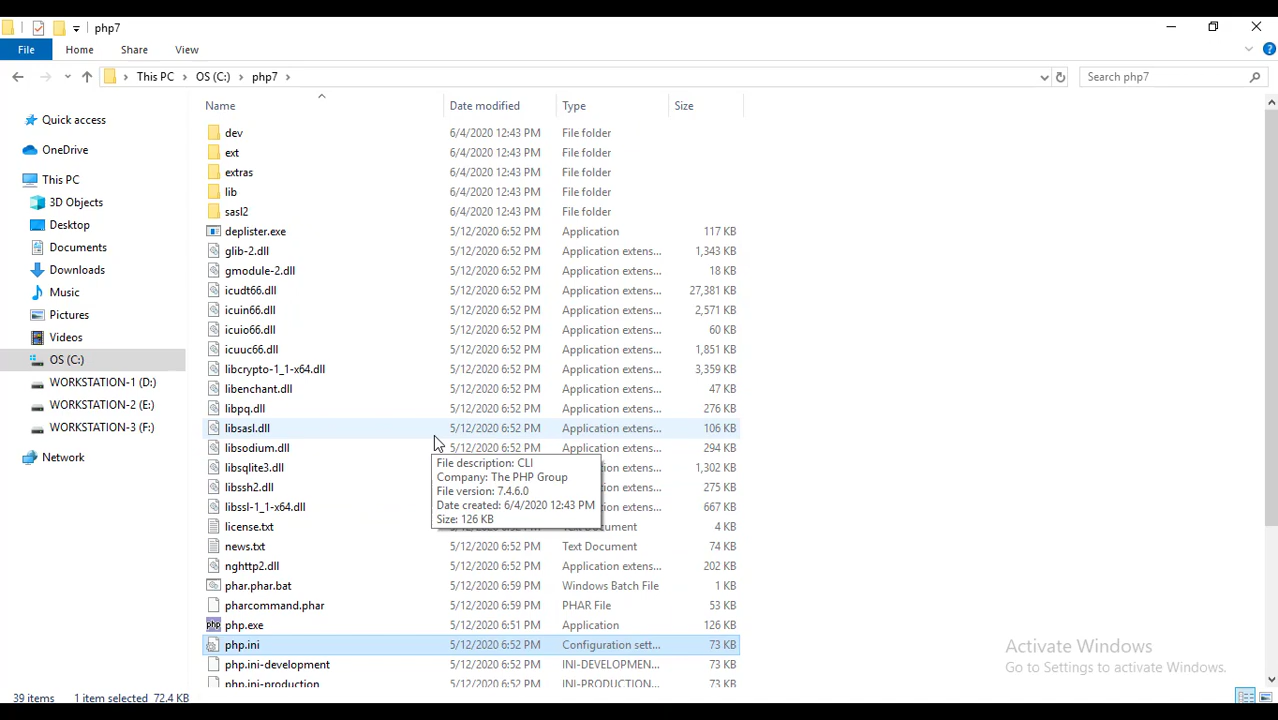 php7
File Home Share View
This PC OS (C:) php7 Search php7
Name Date modified Type Size
Quick access
OneDrive
This PC
3D Objects
Desktop
Documents
Downloads
Music
Pictures
Videos
OS (C:)
WORKSTATION-1 (D:)
WORKSTATION-2 (E:)
WORKSTATION-3 (F:)
Network
dev 6/4/2020 12:43 PM File folder
ext 6/4/2020 12:43 PM File folder
extras 6/4/2020 12:43 PM File folder
lib 6/4/2020 12:43 PM File folder
sasl2 6/4/2020 12:43 PM File folder
deplister.exe 5/12/2020 6:52 PM Application 117 KB
glib-2.dll 5/12/2020 6:52 PM Application extens... 1,343 KB
gmodule-2.dll 5/12/2020 6:52 PM Application extens... 18 KB
icudt66.dll 5/12/2020 6:52 PM Application extens... 27,381 KB
icuin66.dll 5/12/2020 6:52 PM Application extens... 2,571 KB
icuio66.dll 5/12/2020 6:52 PM Application extens... 60 KB
icuuc66.dll 5/12/2020 6:52 PM Application extens... 1,851 KB
libcrypto-1_1-x64.dll 5/12/2020 6:52 PM Application extens... 3,359 KB
libenchant.dll 5/12/2020 6:52 PM Application extens... 47 KB
libpq.dll 5/12/2020 6:52 PM Application extens... 276 KB
libsasl.dll 5/12/2020 6:52 PM Application extens... 106 KB
libsodium.dll 5/12/2020 6:52 PM Application extens... 294 KB
libsqlite3.dll ion extens... 1,302 KB
libssh2.dll ion extens... 275 KB
libssl-1_1-x64.dll ion extens... 667 KB
license.txt ument 4 KB
news.txt 5/12/2020 6:52 PM Text Document 74 KB
nghttp2.dll 5/12/2020 6:52 PM Application extens... 202 KB
phar.phar.bat 5/12/2020 6:59 PM Windows Batch File 1 KB
pharcommand.phar 5/12/2020 6:59 PM PHAR File 53 KB
php php.exe 5/12/2020 6:51 PM Application 126 KB
php.ini 5/12/2020 6:52 PM Configuration sett... 73 KB
php.ini-development 5/12/2020 6:52 PM INI-DEVELOPMEN... 73 KB
php.ini-production 5/12/2020 6:52 PM INI-PRODUCTION... 73 KB
File description: CLI
Company: The PHP Group
File version: 7.4.6.0
Date created: 6/4/2020 12:43 PM
Size: 126 KB
Activate Windows
Go to Settings to activate Windows.
39 items 1 item selected 72.4 KB